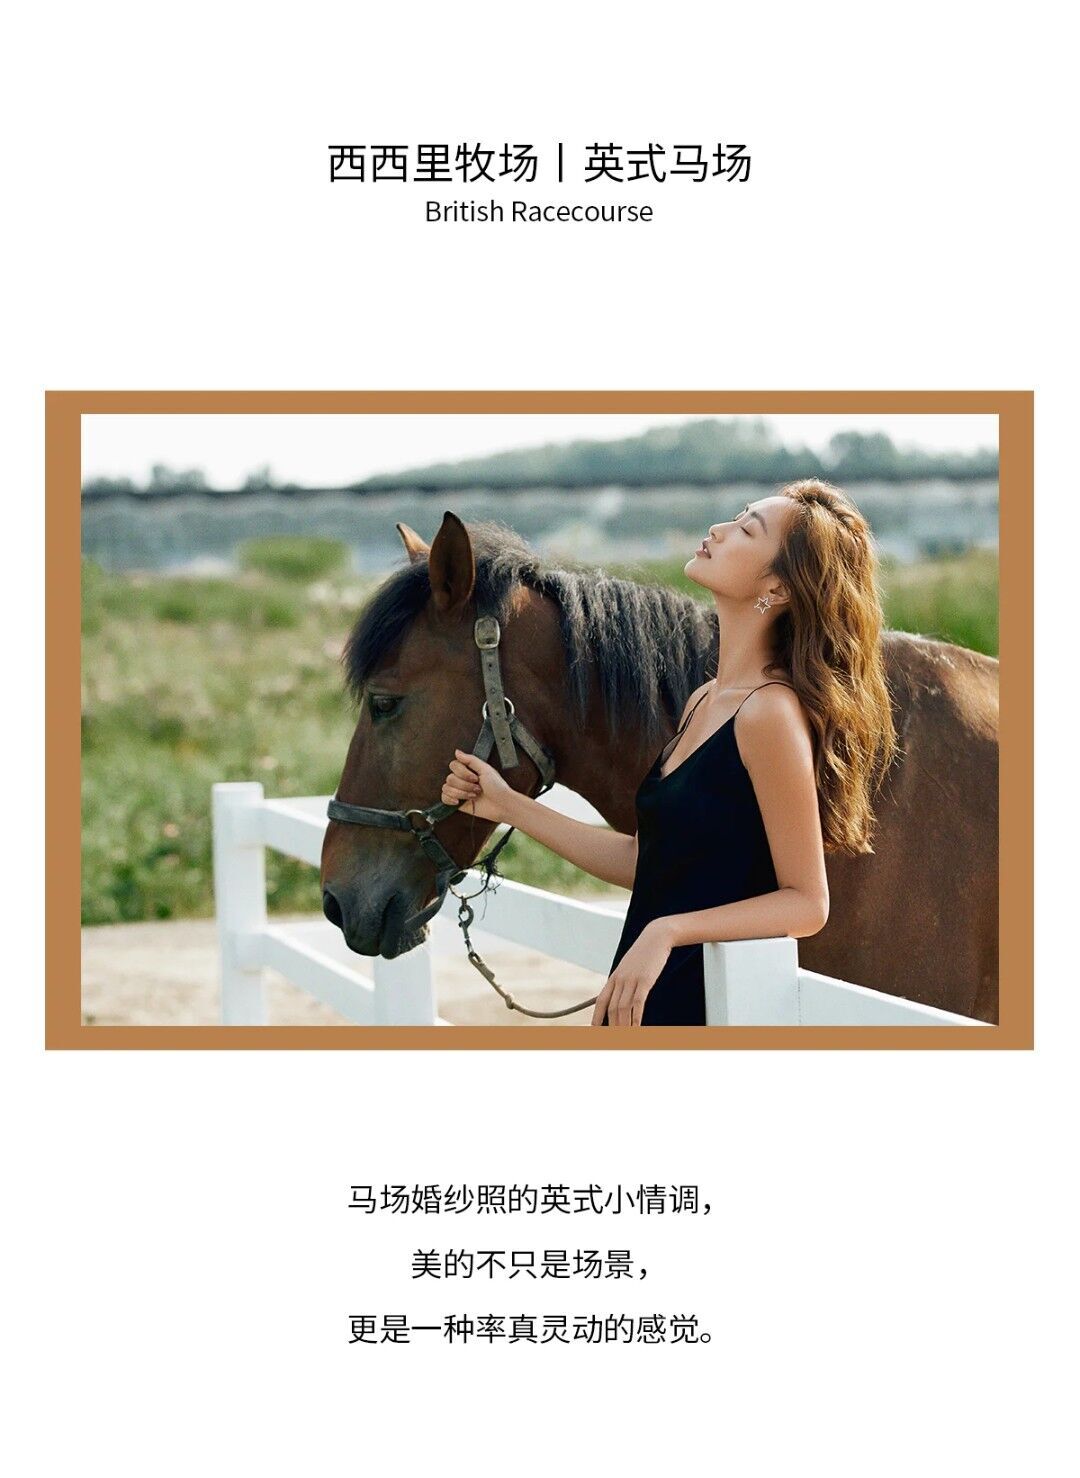 西西里牧场丨英式马场
British Racecourse
马场婚纱照的英式小情调，
美的不只是场景，
更是一种率真灵动的感觉。